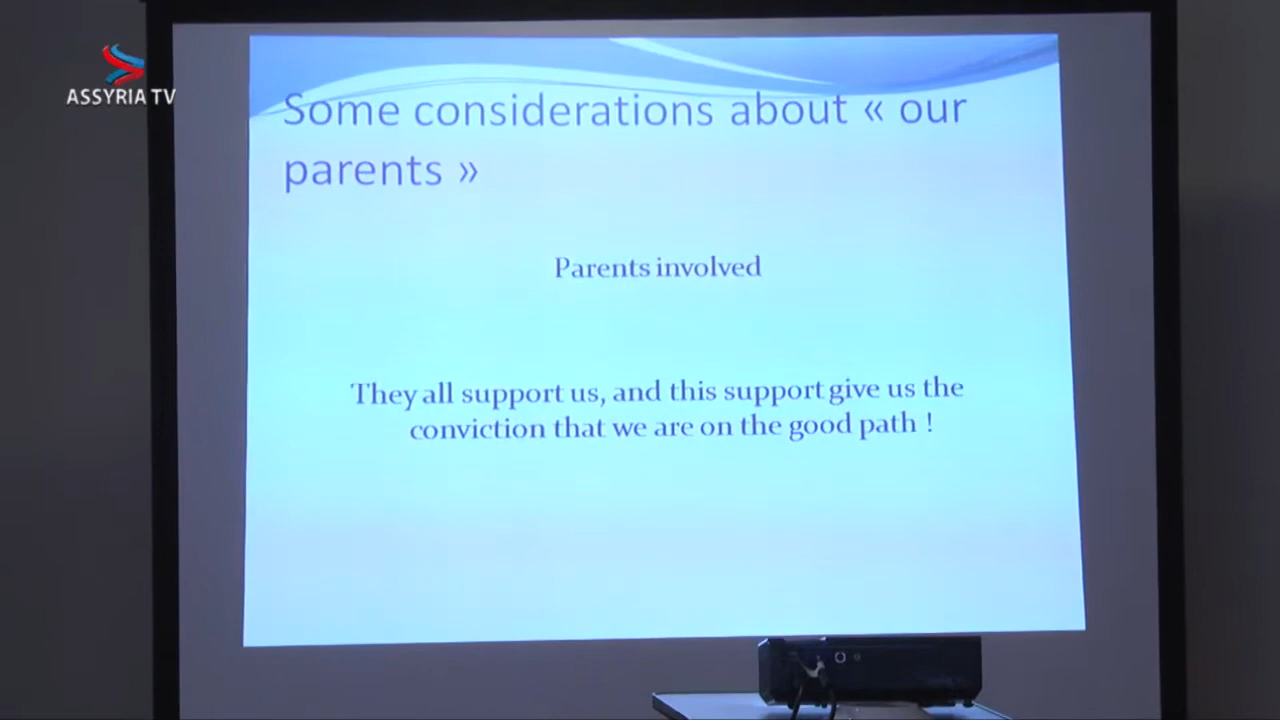 ASSYRIA TV
Some considerations about « our
parents »
Parents involved
They all support us, and this support give us the
conviction that we are on the good path !